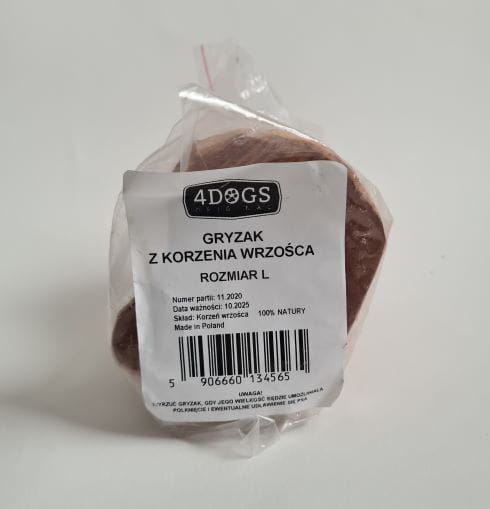 4DOGS
ORIGINAL
GRYZAK
Z KORZENIA WRZOŚCA
ROZMIAR L
Numer partii: 11.2020
Data ważności: 10.2025
Skład: Korzeń wrzośca 100% NATURY
Made in Poland
5 906660 134565
UWAGA!
WYRZUĆ GRYZAK, GDY JEGO WIELKOŚĆ BĘDZIE UMOŻLIWIAŁA
POŁKNIĘCIE I EWENTUALNE UDŁAWIENIE SIĘ PSA